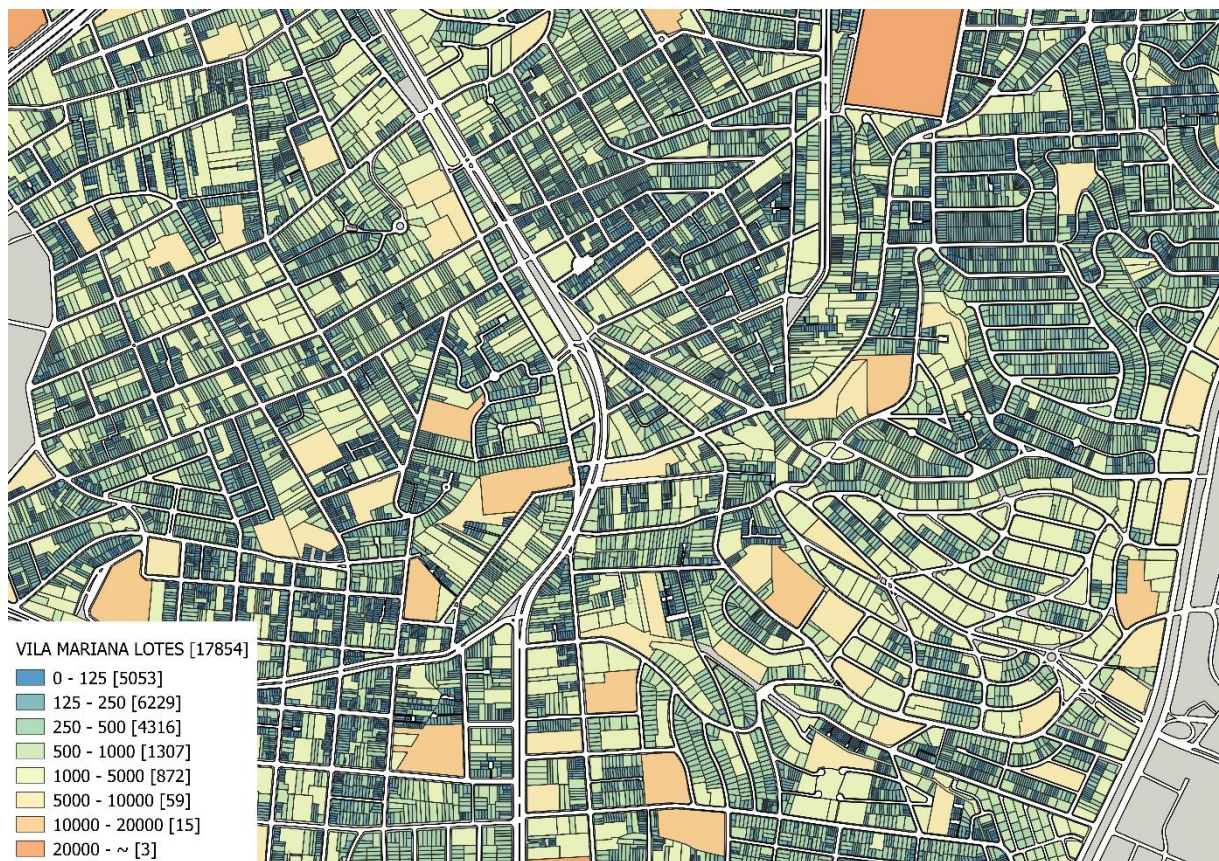 VILA MARIANA LOTES [17854]
0 - 125 [5053]
125 - 250 [6229]
250 - 500 [4316]
500 - 1000 [1307]
1000 - 5000 [872]
5000 - 10000 [59]
10000 - 20000 [15]
20000 - ~ [3]